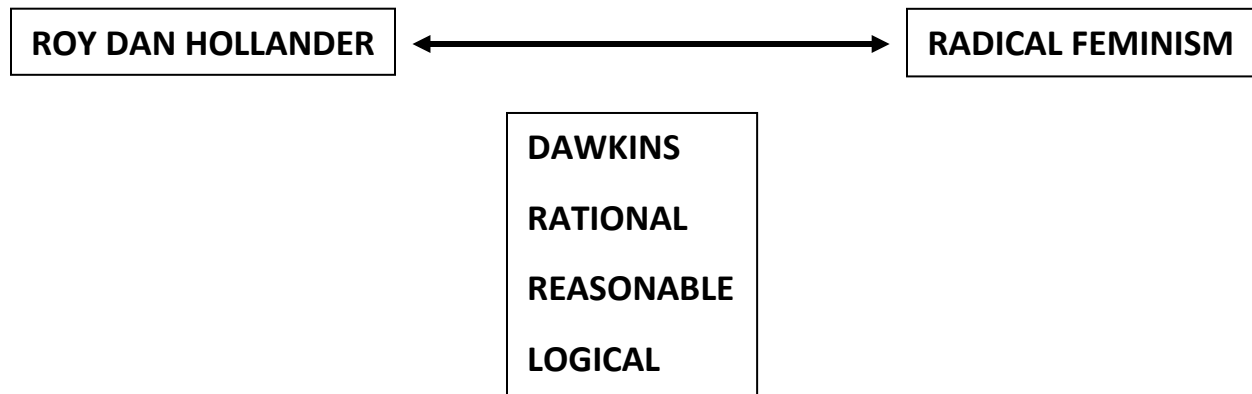 ROY DAN HOLLANDER
RADICAL FEMINISM
DAWKINS
RATIONAL
REASONABLE
LOGICAL